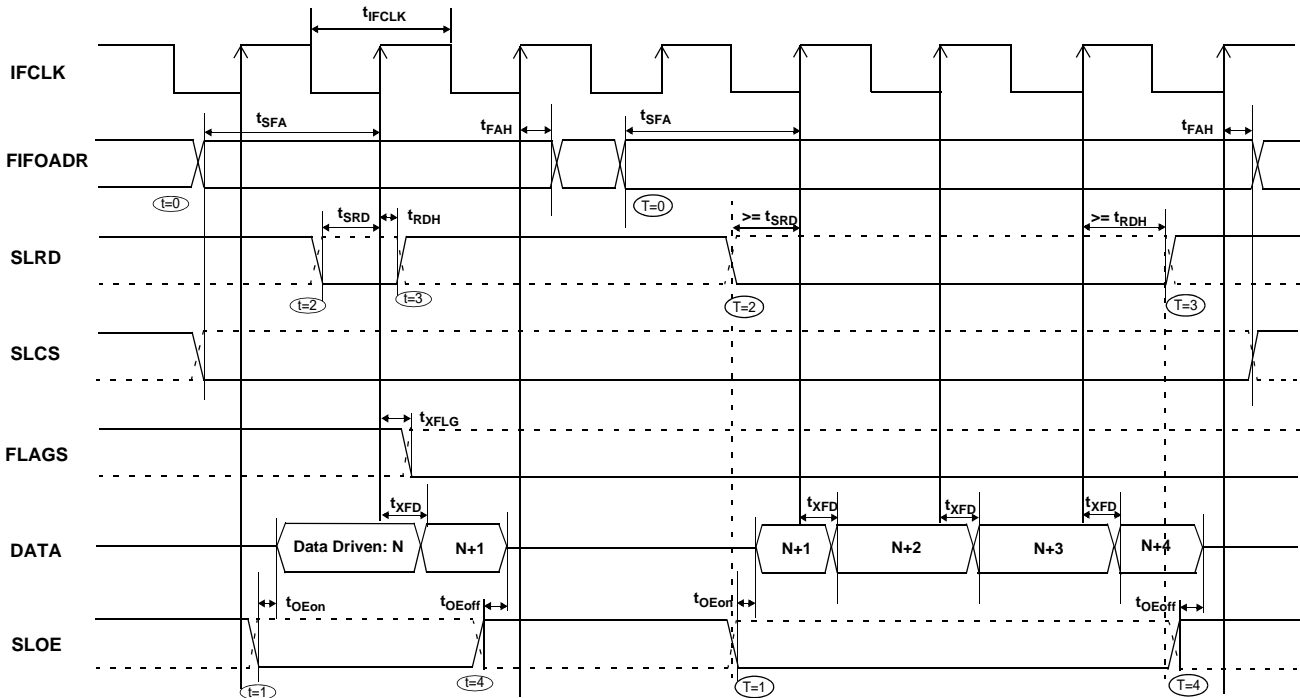 tIFCLK
IFCLK
tSFA tFAH tSFA tFAH
FIFOADR
t=0 T=0
tSRD tRDH >= tSRD >= tRDH
SLRD
t=2 t=3 T=2 T=3
SLCS
tXFLG
FLAGS
tXFD tXFD tXFD tXFD
DATA Data Driven: N N+1 N+1 N+2 N+3 N+4
tOEon tOEoff tOEon tOEoff
SLOE
t=1 t=4 T=1 T=4